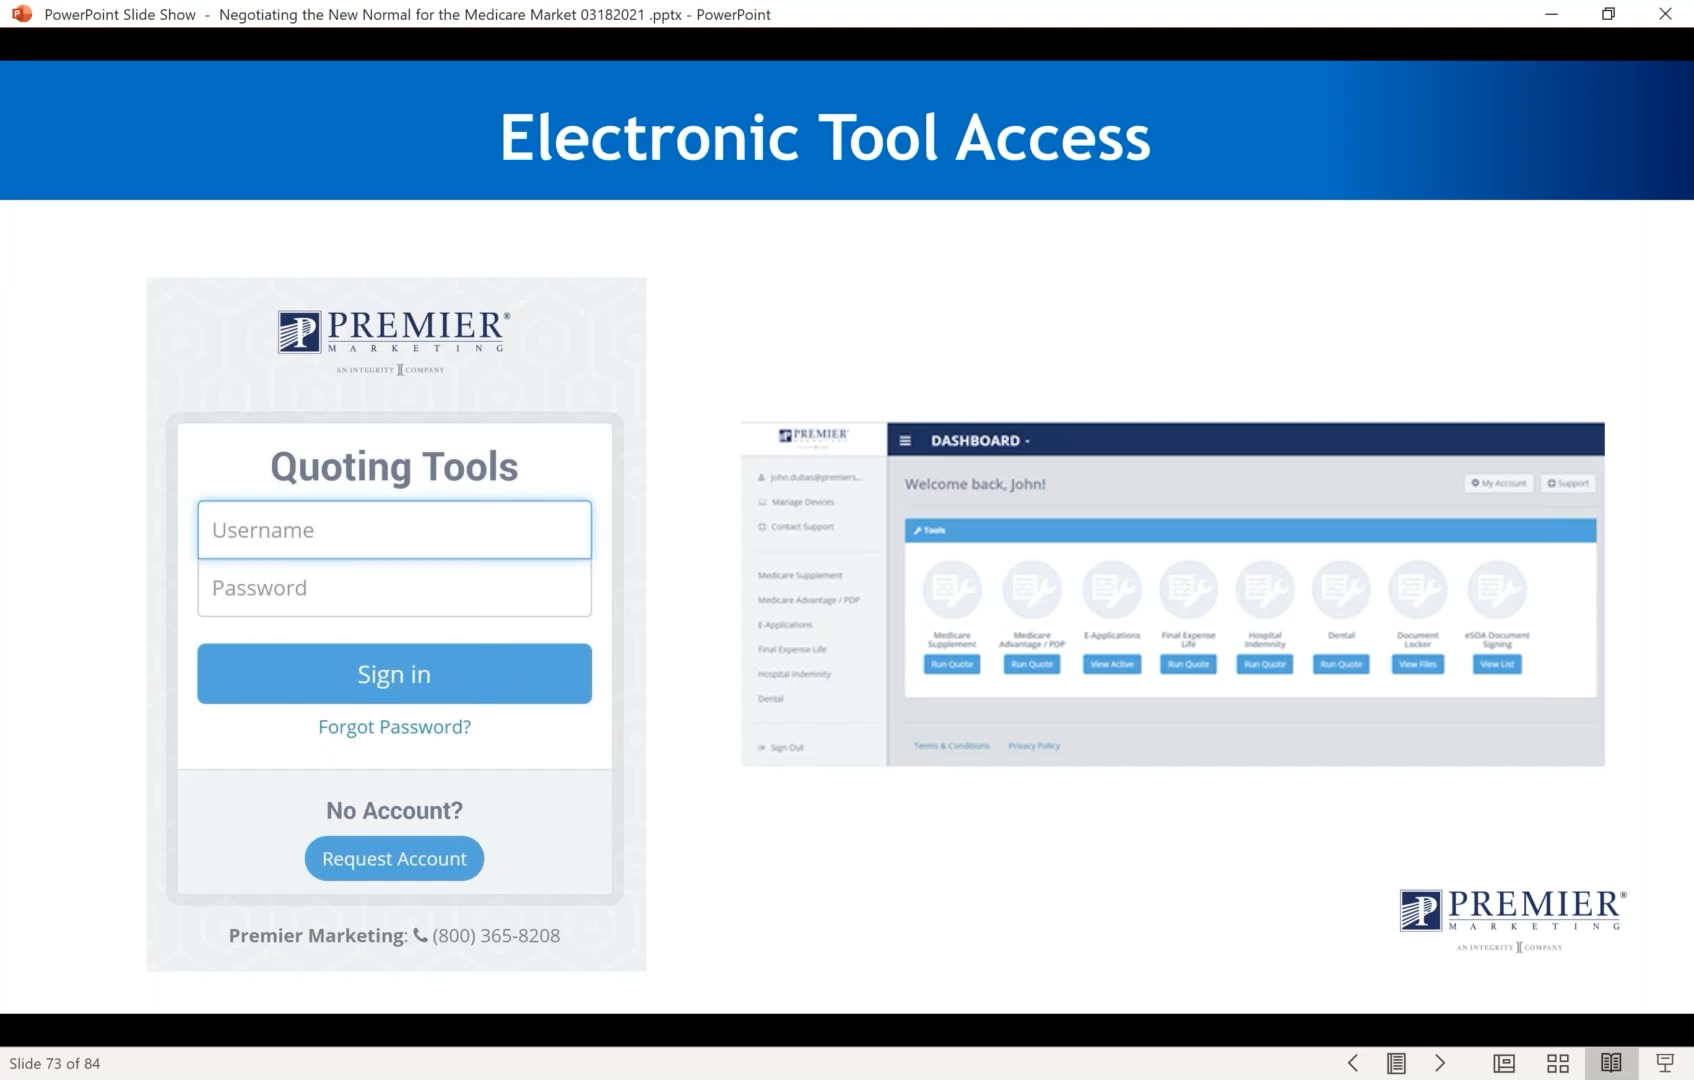 PowerPoint Slide Show - Negotiating the New Normal for the Medicare Market 03182021 .pptx - PowerPoint
Electronic Tool Access
PREMIER®
MARKETING
AN INTEGRITY COMPANY
Quoting Tools
Username
Password
Sign in
Forgot Password?
No Account?
Request Account
Premier Marketing: (800) 365-8208
PREMIER
DASHBOARD
john.dubas@premiers...
Manage Devices
Contact Support
Medicare Supplement
Medicare Advantage / PDP
E-Applications
Final Expense Life
Hospital Indemnity
Dental
Sign Out
Welcome back, John!
My Account
Support
Tools
Medicare Supplement
Run Quote
Medicare Advantage / PDP
Run Quote
E-Applications
View Active
Final Expense Life
Run Quote
Hospital Indemnity
Run Quote
Dental
Run Quote
Document Locker
View Files
eSOA Document Signing
View List
Terms & Conditions
Privacy Policy
PREMIER®
MARKETING
AN INTEGRITY COMPANY
Slide 73 of 84